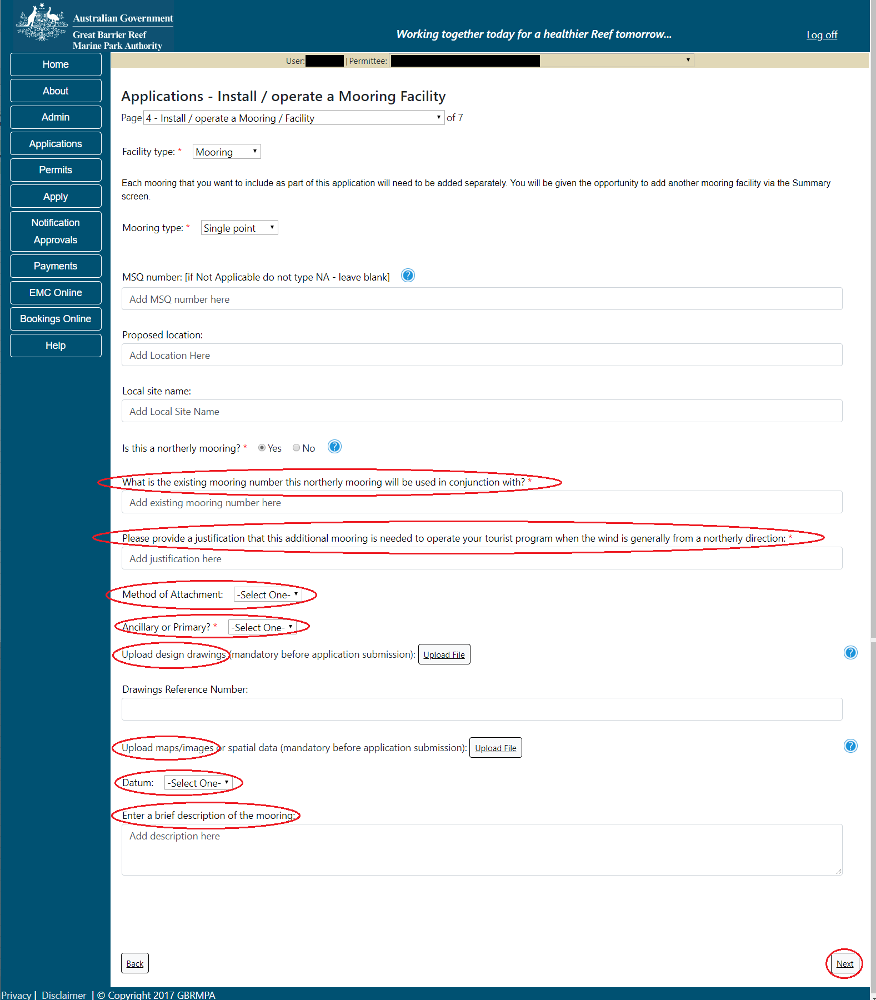 Australian Government
Great Barrier Reef
Marine Park Authority
Working together today for a healthier Reef tomorrow...
Log off
Home
About
Admin
Applications
Permits
Apply
Notification
Approvals
Payments
EMC Online
Bookings Online
Help
User: | Permittee:
Applications - Install / operate a Mooring Facility
Page 4 - Install / operate a Mooring / Facility of 7
Facility type: * Mooring
Each mooring that you want to include as part of this application will need to be added separately. You will be given the opportunity to add another mooring facility via the Summary
screen.
Mooring type: * Single point
MSQ number: [if Not Applicable do not type NA - leave blank] ?
Add MSQ number here
Proposed location:
Add Location Here
Local site name:
Add Local Site Name
Is this a northerly mooring? * Yes No ?
What is the existing mooring number this northerly mooring will be used in conjunction with? *
Add existing mooring number here
Please provide a justification that this additional mooring is needed to operate your tourist program when the wind is generally from a northerly direction: *
Add justification here
Method of Attachment: -Select One-
Ancillary or Primary? * -Select One-
Upload design drawings (mandatory before application submission): Upload File ?
Drawings Reference Number:
Upload maps/images or spatial data (mandatory before application submission): Upload File ?
Datum: -Select One-
Enter a brief description of the mooring:
Add description here
Back
Next
Privacy | Disclaimer | © Copyright 2017 GBRMPA